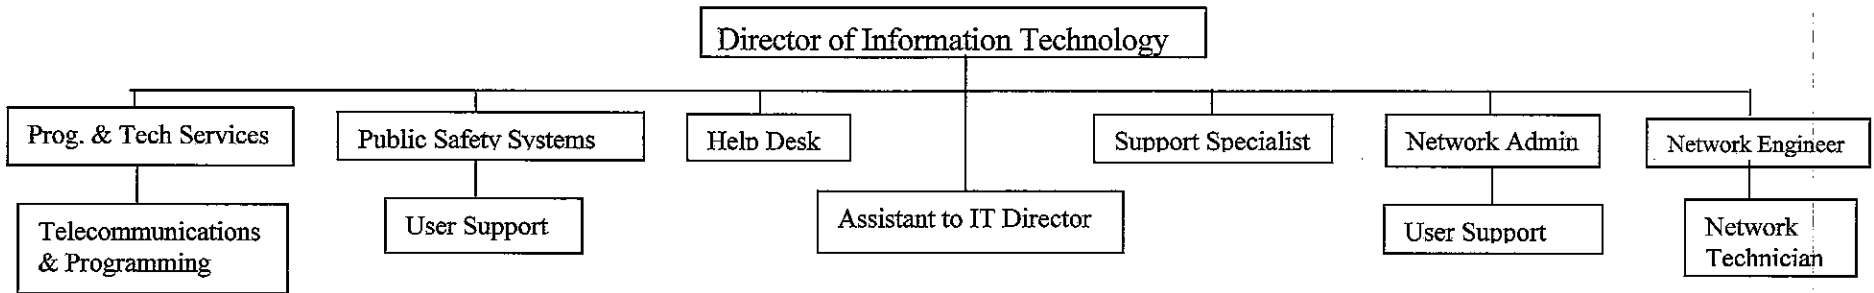 Director of Information Technology
Prog. & Tech Services
Public Safety Systems
Help Desk
Support Specialist
Network Admin
Network Engineer
Telecommunications
& Programming
User Support
Assistant to IT Director
User Support
Network
Technician